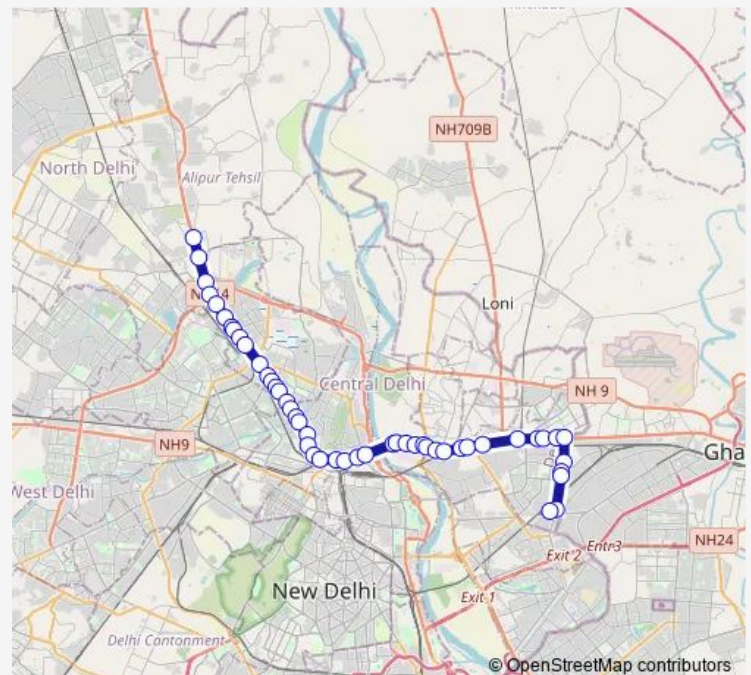 NH709B
North Delhi
Alipur Tehsil
Loni
Central Delhi
NH 9
NH9
Gha
West Delhi
NH24
Entr3
Exit 2
New Delhi
Exit 1
Delhi Cantonment
© OpenStreetMap contributors